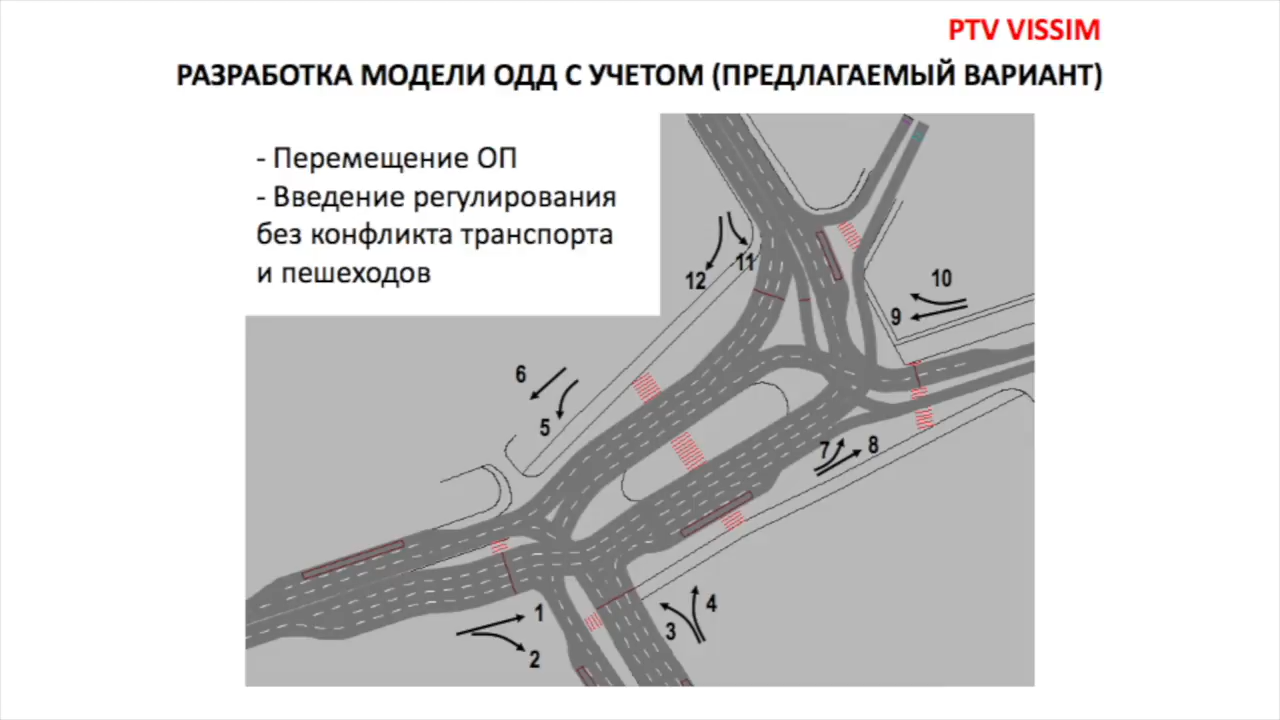 PTV VISSIM
РАЗРАБОТКА МОДЕЛИ ОДД С УЧЕТОМ (ПРЕДЛАГАЕМЫЙ ВАРИАНТ)
- Перемещение ОП
- Введение регулирования
без конфликта транспорта
и пешеходов
11
12
10
9
6
5
7
8
1
2
3
4